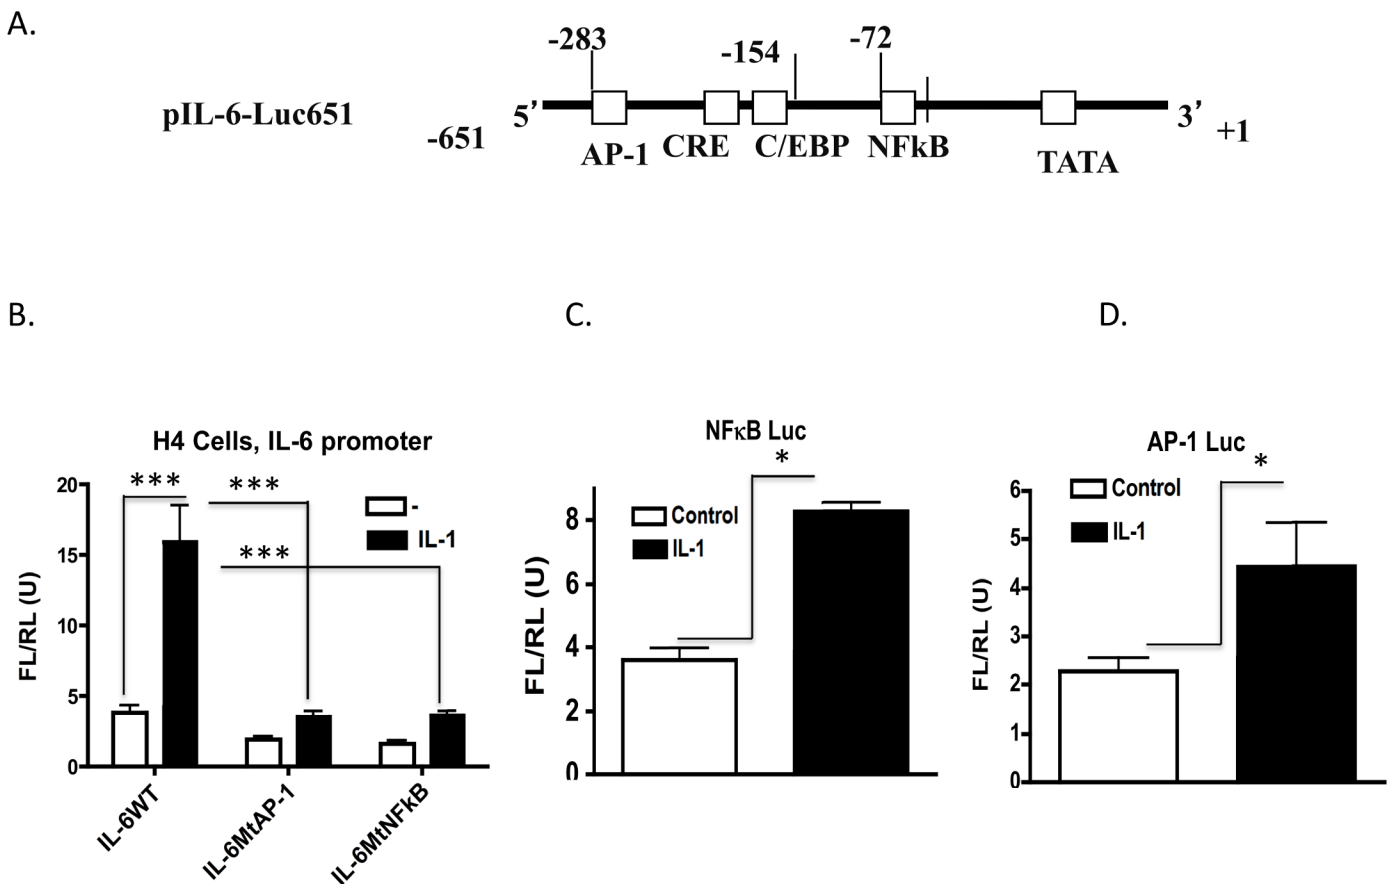 A.
-283
-154
-72
pIL-6-Luc651
-651
5’
3’
+1
AP-1
CRE
C/EBP
NFkB
TATA
B.
C.
D.
H4 Cells, IL-6 promoter
***
***
***
-
IL-1
FL/RL (U)
20
15
10
5
0
IL-6WT
IL-6MtAP-1
IL-6MtNFkB
NFκB Luc
*
Control
IL-1
FL/RL (U)
8
6
4
2
0
AP-1 Luc
*
Control
IL-1
FL/RL (U)
6
5
4
3
2
1
0